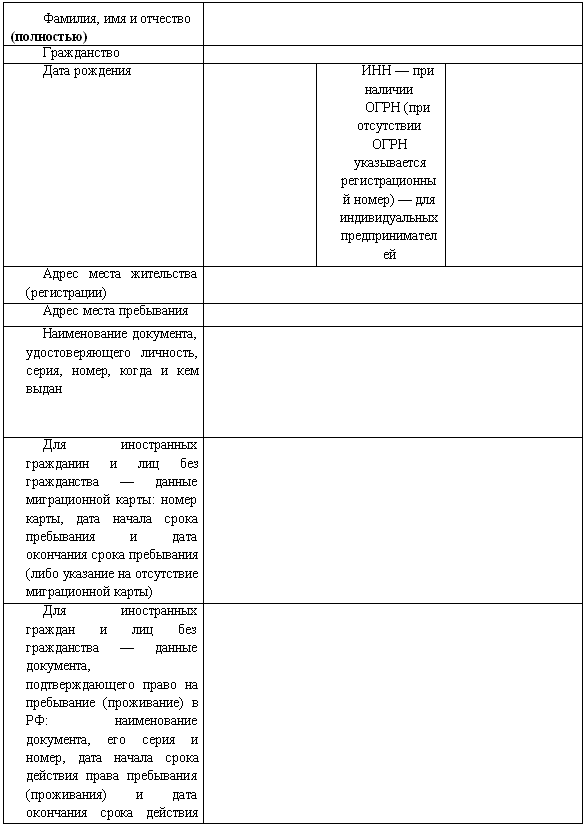 Фамилия, имя и отчество
(полностью)
Гражданство
Дата рождения
ИНН — при
наличии
ОГРН (при
отсутствии
ОГРН
указывается
регистрационны
й номер) — для
индивидуальных
предпринимател
ей
Адрес места жительства
(регистрации)
Адрес места пребывания
Наименование документа,
удостоверяющего личность,
серия, номер, когда и кем
выдан
Для иностранных
гражданин и лиц без
гражданства — данные
миграционной карты: номер
карты, дата начала срока
пребывания и дата
окончания срока пребывания
(либо указание на отсутствие
миграционной карты)
Для иностранных
граждан и лиц без
гражданства — данные
документа,
подтверждающего право на
пребывание (проживание) в
РФ: наименование
документа, его серия и
номер, дата начала срока
действия права пребывания
(проживания) и дата
окончания срока действия